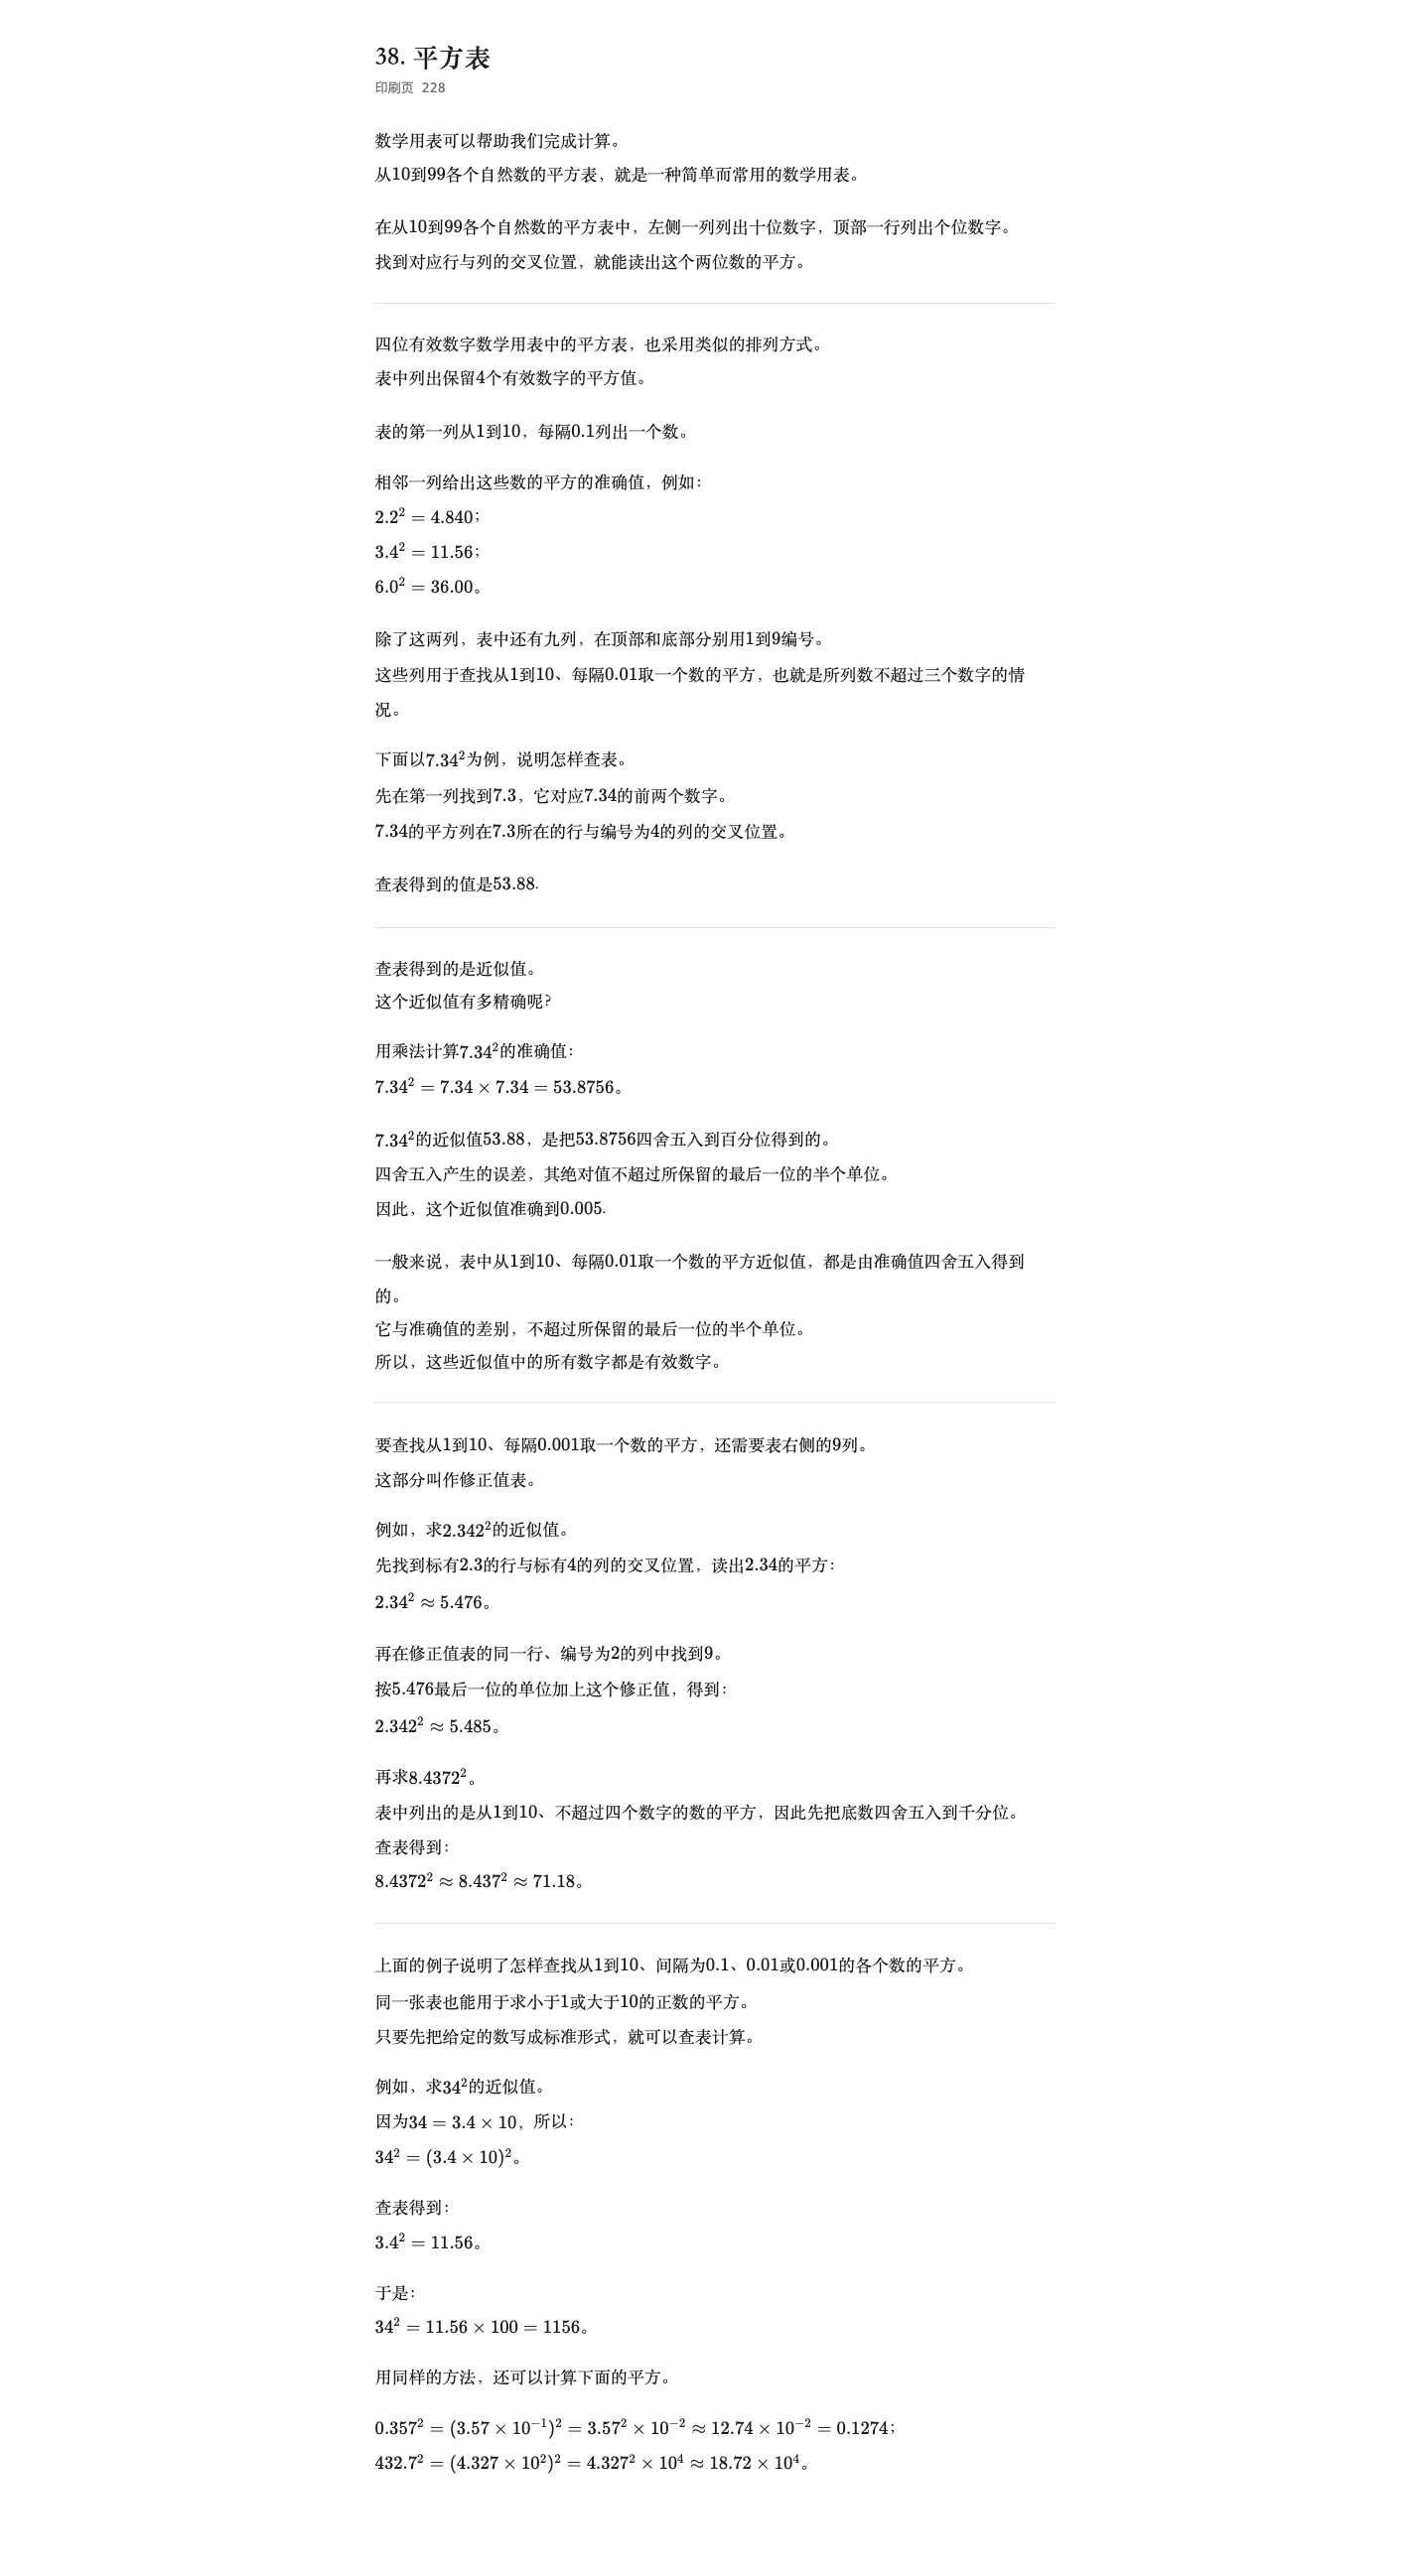 38. 平方表
印刷页 228
数学用表可以帮助我们完成计算。
从10到99各个自然数的平方表，就是一种简单而常用的数学用表。
在从10到99各个自然数的平方表中，左侧一列列出十位数字，顶部一行列出个位数字。
找到对应行与列的交叉位置，就能读出这个两位数的平方。
四位有效数字数学用表中的平方表，也采用类似的排列方式。
表中列出保留4个有效数字的平方值。
表的第一列从1到10，每隔0.1列出一个数。
相邻一列给出这些数的平方的准确值，例如：
2.2² = 4.840；
3.4² = 11.56；
6.0² = 36.00。
除了这两列，表中还有九列，在顶部和底部分别用1到9编号。
这些列用于查找从1到10、每隔0.01取一个数的平方，也就是所列数不超过三个数字的情
况。
下面以7.34²为例，说明怎样查表。
先在第一列找到7.3，它对应7.34的前两个数字。
7.34的平方列在7.3所在的行与编号为4的列的交叉位置。
查表得到的值是53.88.
查表得到的是近似值。
这个近似值有多精确呢？
用乘法计算7.34²的准确值：
7.34² = 7.34 × 7.34 = 53.8756。
7.34²的近似值53.88，是把53.8756四舍五入到百分位得到的。
四舍五入产生的误差，其绝对值不超过所保留的最后一位的半个单位。
因此，这个近似值准确到0.005.
一般来说，表中从1到10、每隔0.01取一个数的平方近似值，都是由准确值四舍五入得到
的。
它与准确值的差别，不超过所保留的最后一位的半个单位。
所以，这些近似值中的所有数字都是有效数字。
要查找从1到10、每隔0.001取一个数的平方，还需要表右侧的9列。
这部分叫作修正值表。
例如，求2.342²的近似值。
先找到标有2.3的行与标有4的列的交叉位置，读出2.34的平方：
2.34² ≈ 5.476。
再在修正值表的同一行、编号为2的列中找到9。
按5.476最后一位的单位加上这个修正值，得到：
2.342² ≈ 5.485。
再求8.4372²。
表中列出的是从1到10、不超过四个数字的数的平方，因此先把底数四舍五入到千分位。
查表得到：
8.4372² ≈ 8.437² ≈ 71.18。
上面的例子说明了怎样查找从1到10、间隔为0.1、0.01或0.001的各个数的平方。
同一张表也能用于求小于1或大于10的正数的平方。
只要先把给定的数写成标准形式，就可以查表计算。
例如，求34²的近似值。
因为34 = 3.4 × 10，所以：
34² = (3.4 × 10)²。
查表得到：
3.4² = 11.56。
于是：
34² = 11.56 × 100 = 1156。
用同样的方法，还可以计算下面的平方。
0.357² = (3.57 × 10⁻¹)² = 3.57² × 10⁻² ≈ 12.74 × 10⁻² = 0.1274；
432.7² = (4.327 × 10²)² = 4.327² × 10⁴ ≈ 18.72 × 10⁴。